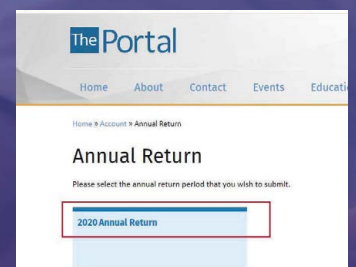 The Portal
Home About Contact Events Educati
Home » Account » Annual Return
Annual Return
Please select the annual return period that you wish to submit.
2020 Annual Return